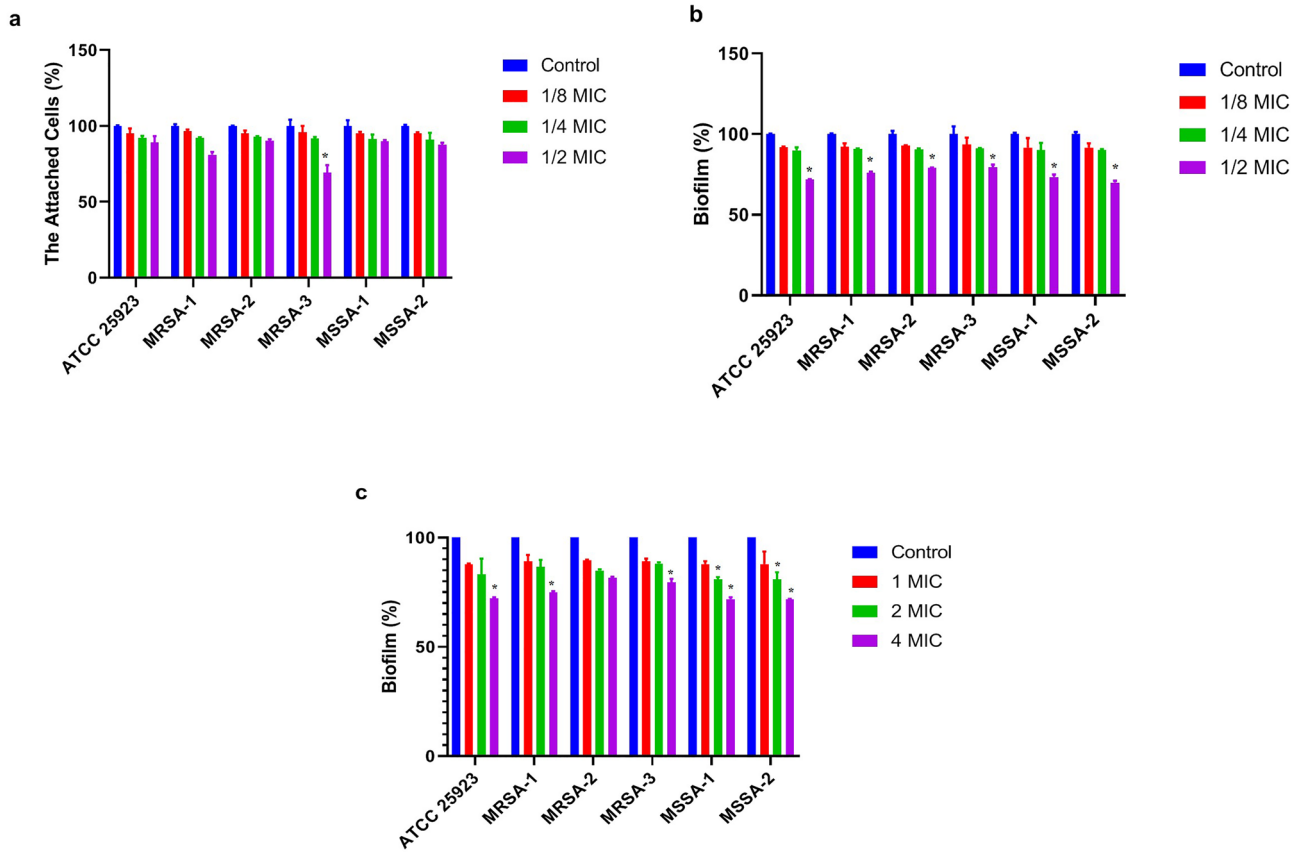 a
The Attached Cells (%)
150
100
50
0
*
ATCC 25923
MRSA-1
MRSA-2
MRSA-3
MSSA-1
MSSA-2
Control
1/8 MIC
1/4 MIC
1/2 MIC
b
Biofilm (%)
150
100
50
0
* * * * * *
ATCC 25923
MRSA-1
MRSA-2
MRSA-3
MSSA-1
MSSA-2
Control
1/8 MIC
1/4 MIC
1/2 MIC
c
Biofilm (%)
100
50
0
* * * * * * *
ATCC 25923
MRSA-1
MRSA-2
MRSA-3
MSSA-1
MSSA-2
Control
1 MIC
2 MIC
4 MIC